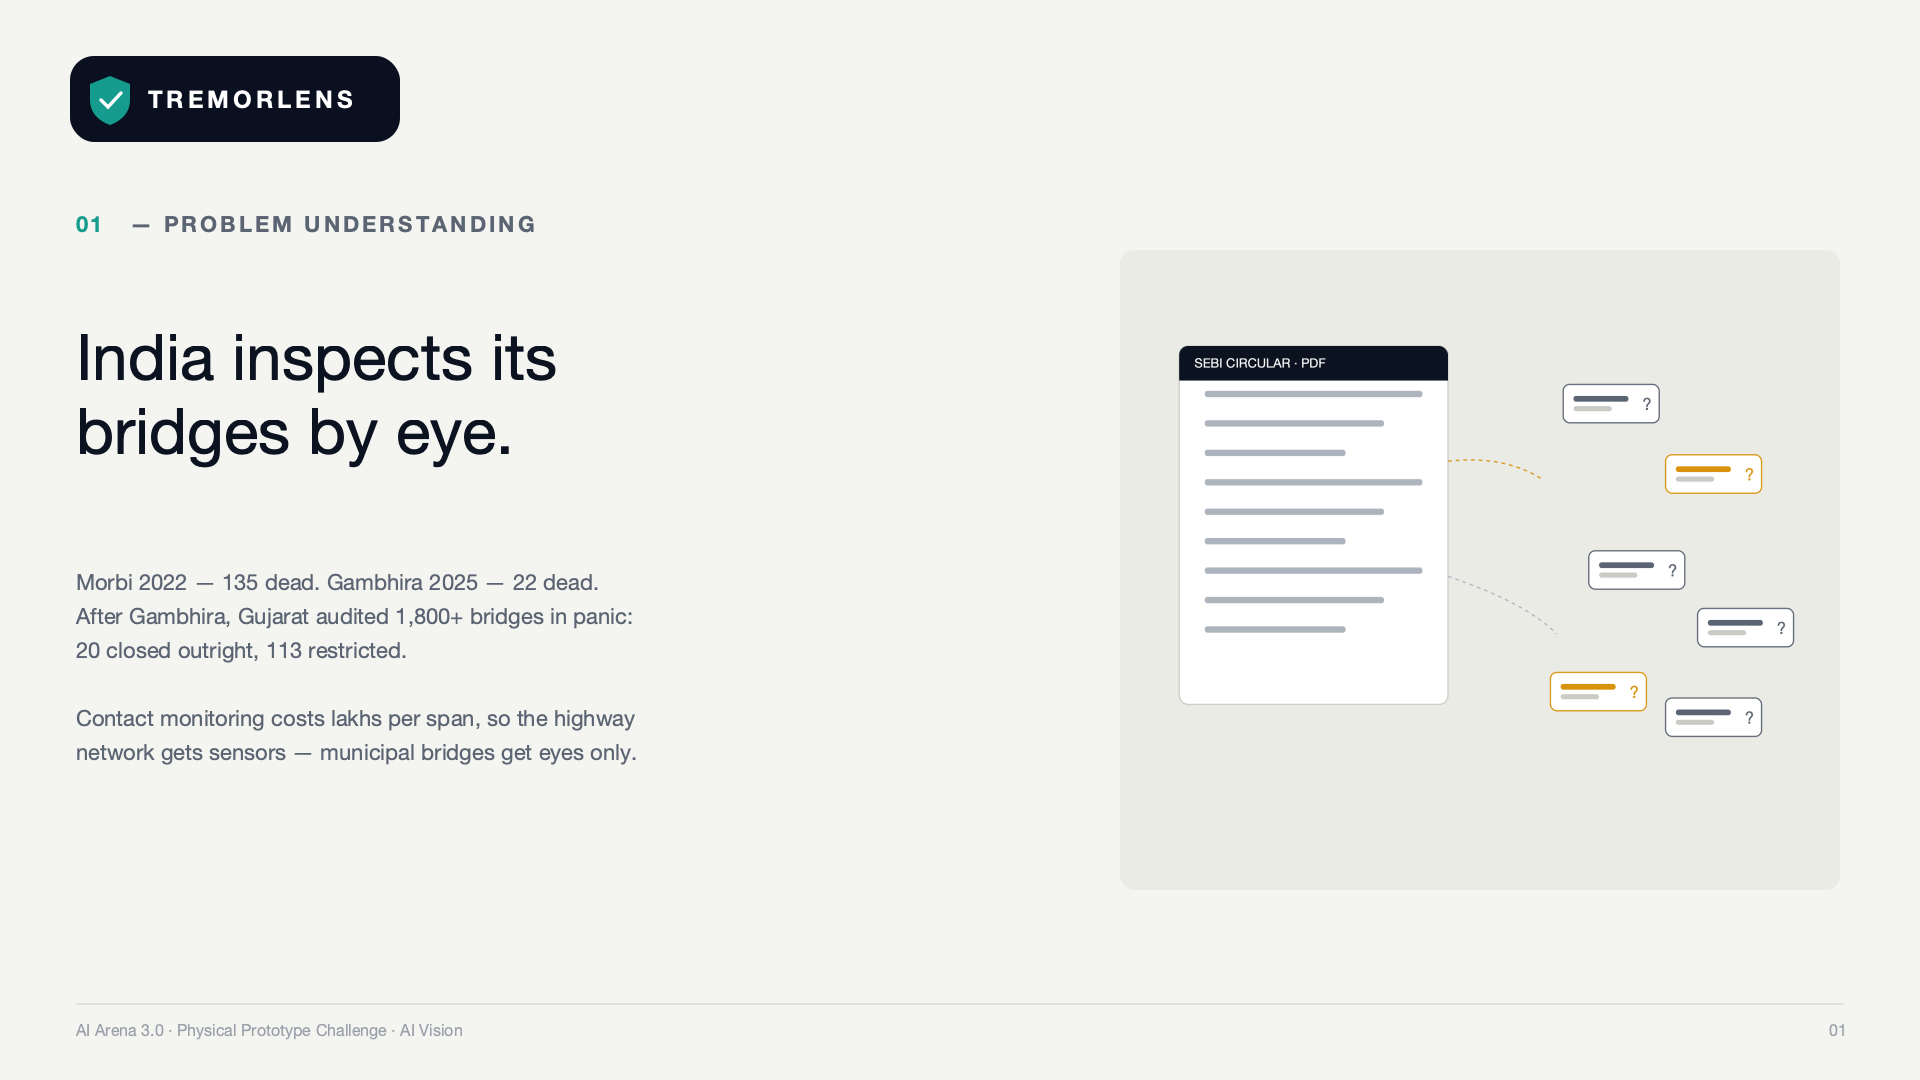 TREMORLENS
01 — PROBLEM UNDERSTANDING
India inspects its
bridges by eye.
Morbi 2022 — 135 dead. Gambhira 2025 — 22 dead.
After Gambhira, Gujarat audited 1,800+ bridges in panic:
20 closed outright, 113 restricted.
Contact monitoring costs lakhs per span, so the highway
network gets sensors — municipal bridges get eyes only.
SEBI CIRCULAR · PDF
?
?
?
?
?
?
AI Arena 3.0 · Physical Prototype Challenge · AI Vision
01